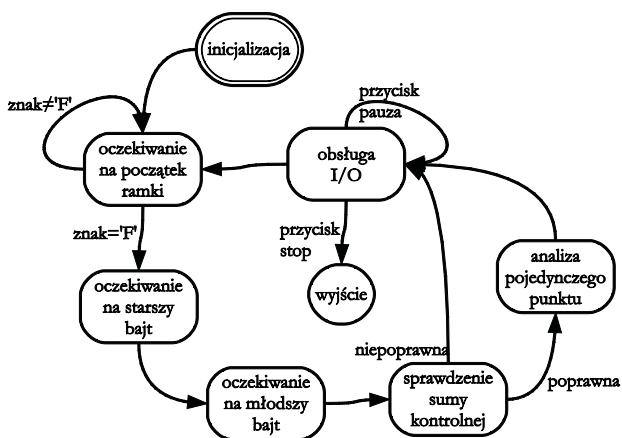 inicjalizacja
znak≠'F'
przycisk
pauza
oczekiwanie
na początek
ramki
obsługa
I/O
znak='F'
przycisk
stop
analiza
pojedynczego
punktu
oczekiwanie
na starszy
bajt
wyjście
niepoprawna
oczekiwanie
na młodszy
bajt
sprawdzenie
sumy
kontrolnej
poprawna